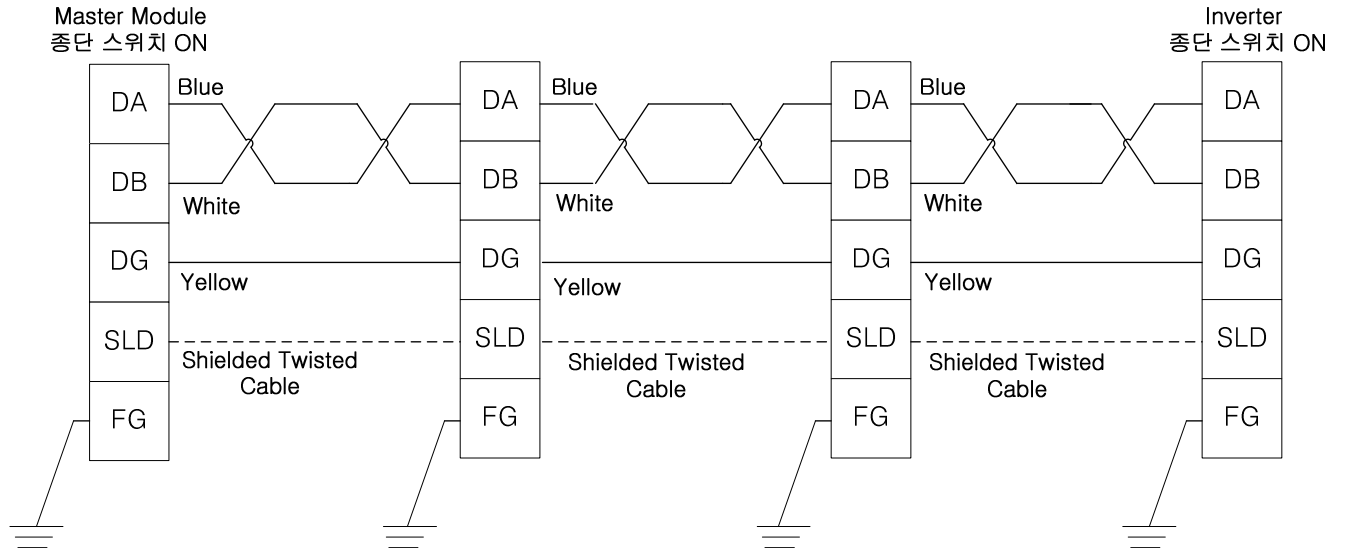 Master Module
종단 스위치 ON
Inverter
종단 스위치 ON
DA
Blue
DA
Blue
DA
Blue
DA
DB
White
DB
White
DB
White
DB
DG
Yellow
DG
Yellow
DG
Yellow
DG
SLD
Shielded Twisted
Cable
SLD
Shielded Twisted
Cable
SLD
Shielded Twisted
Cable
SLD
FG
FG
FG
FG